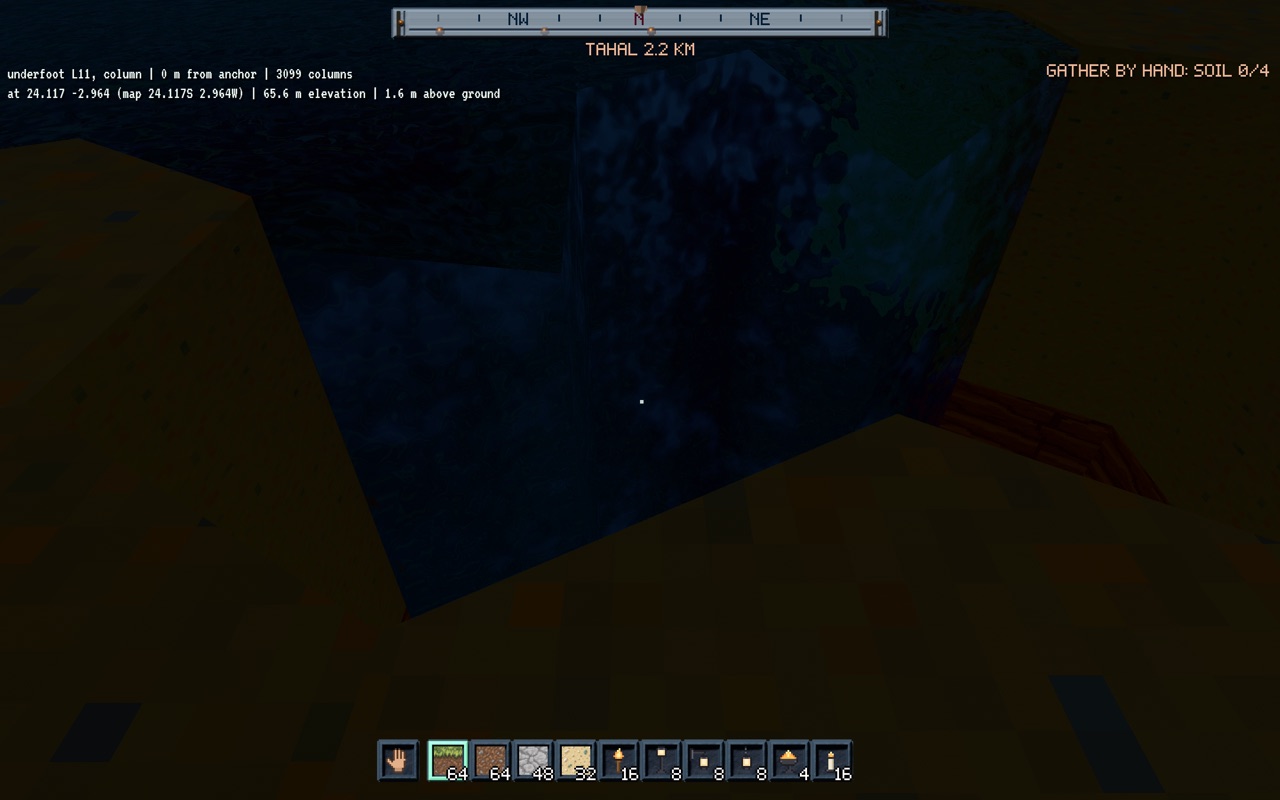 NW N NE
TAHAL 2.2 KM
underfoot L11, column | 0 m from anchor | 3099 columns
GATHER BY HAND: SOIL 0/4
at 24.117 -2.964 (map 24.117S 2.964W) | 65.6 m elevation | 1.6 m above ground
64 64 48 32 16 8 8 8 4 16